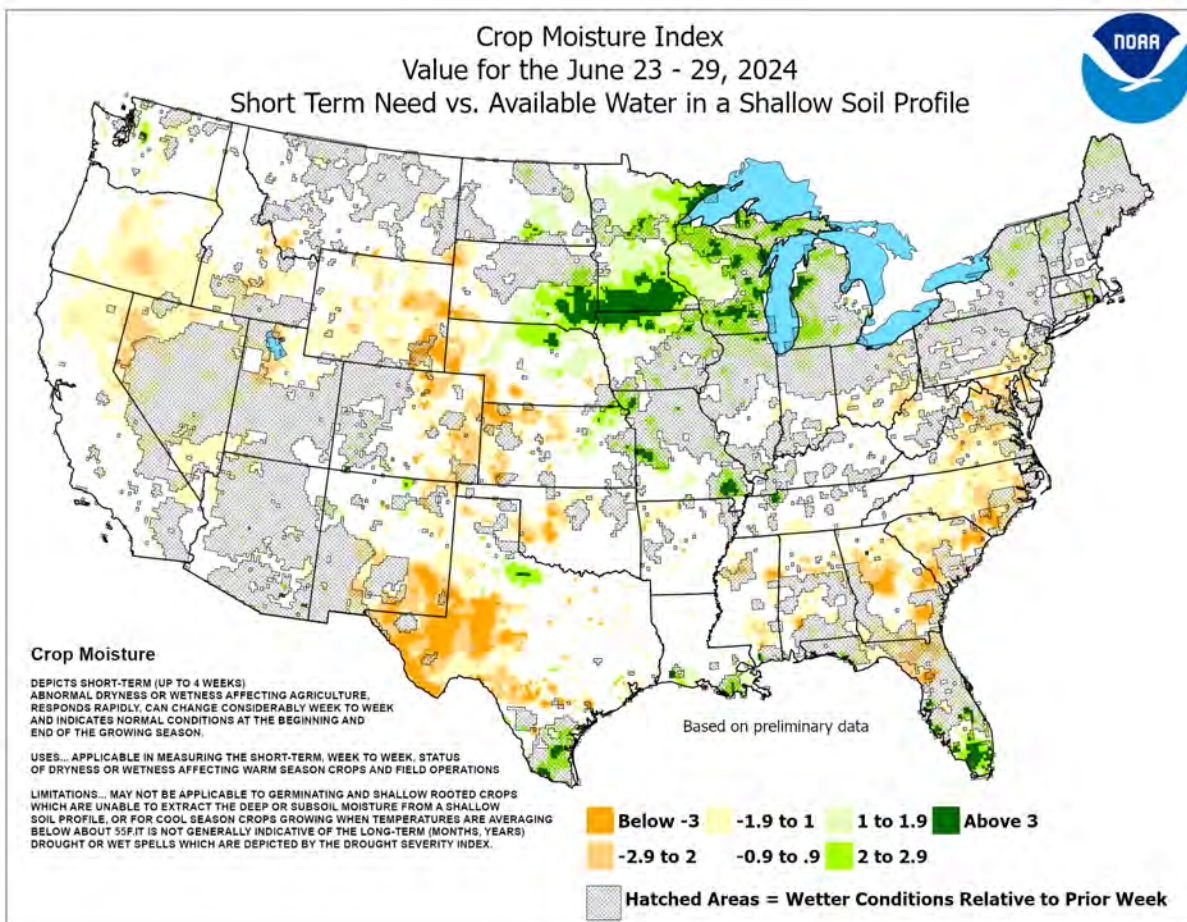 Crop Moisture Index
Value for the June 23 - 29, 2024
Short Term Need vs. Available Water in a Shallow Soil Profile
NOAA
Crop Moisture
DEPICTS SHORT-TERM (UP TO 4 WEEKS)
ABNORMAL DRYNESS OR WETNESS AFFECTING AGRICULTURE,
RESPONDS RAPIDLY, CAN CHANGE CONSIDERABLY WEEK TO WEEK
AND INDICATES NORMAL CONDITIONS AT THE BEGINNING AND
END OF THE GROWING SEASON.
USES... APPLICABLE IN MEASURING THE SHORT-TERM, WEEK TO WEEK, STATUS
OF DRYNESS OR WETNESS AFFECTING WARM SEASON CROPS AND FIELD OPERATIONS
LIMITATIONS... MAY NOT BE APPLICABLE TO GERMINATING AND SHALLOW ROOTED CROPS
WHICH ARE UNABLE TO EXTRACT THE DEEP OR SUBSOIL MOISTURE FROM A SHALLOW
SOIL PROFILE, OR FOR COOL SEASON CROPS GROWING WHEN TEMPERATURES ARE AVERAGING
BELOW ABOUT 55F.IT IS NOT GENERALLY INDICATIVE OF THE LONG-TERM (MONTHS, YEARS)
DROUGHT OR WET SPELLS WHICH ARE DEPICTED BY THE DROUGHT SEVERITY INDEX.
Based on preliminary data
Below -3 -1.9 to 1 1 to 1.9 Above 3
-2.9 to 2 -0.9 to .9 2 to 2.9
Hatched Areas = Wetter Conditions Relative to Prior Week